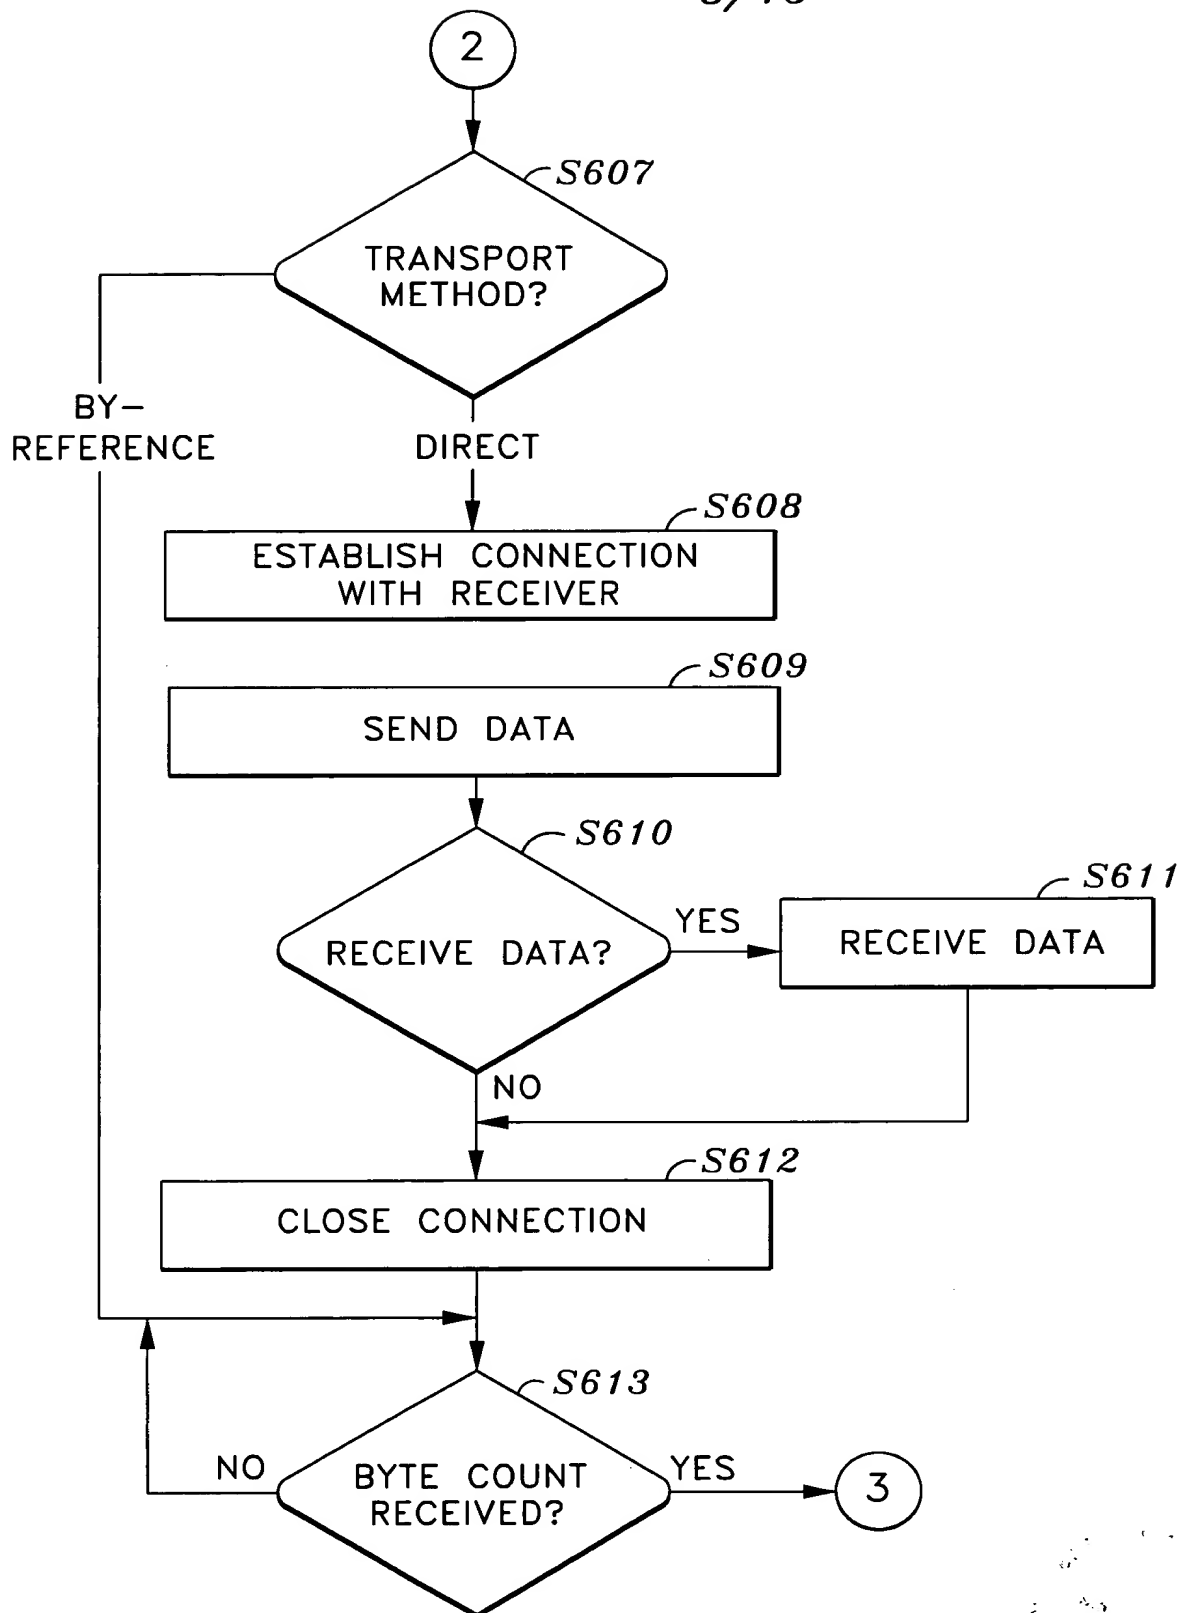 2
S607
TRANSPORT
METHOD?
BY-
REFERENCE
DIRECT
S608
ESTABLISH CONNECTION
WITH RECEIVER
S609
SEND DATA
S610
S611
RECEIVE DATA?
YES
RECEIVE DATA
NO
S612
CLOSE CONNECTION
S613
NO
BYTE COUNT
RECEIVED?
YES
3